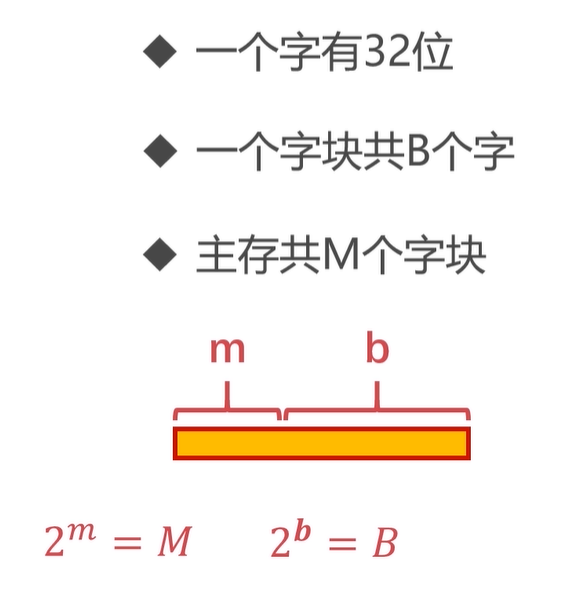 ◆ 一个字有32位
◆ 一个字块共B个字
◆ 主存共M个字块
m b
2^m = M 2^b = B